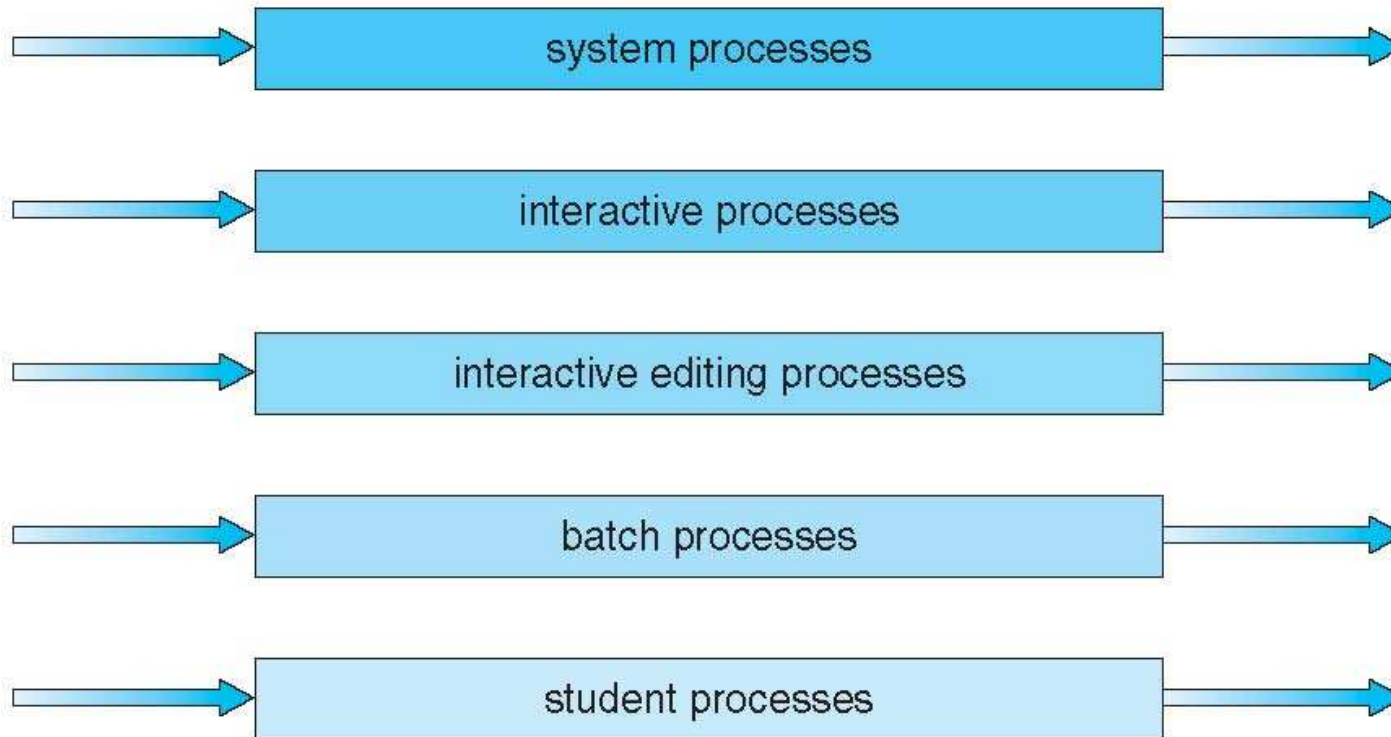 system processes
interactive processes
interactive editing processes
batch processes
student processes